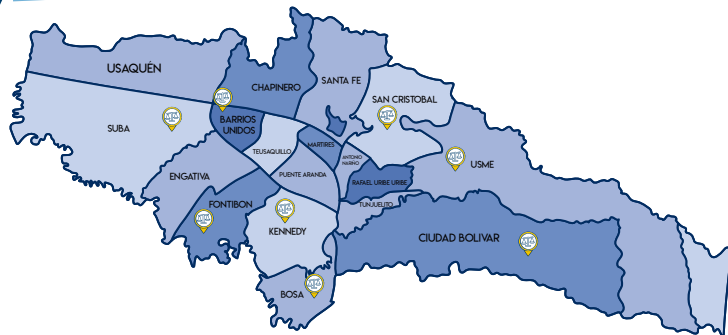 USAQUÉN
CHAPINERO
SANTA FE
SAN CRISTOBAL
SUBA
BARRIOS
UNIDOS
TEUSAQUILLO
MARTIRES
ANTONIO
NARIÑO
USME
ENGATIVA
PUENTE ARANDA
RAFAEL URIBE URIBE
FONTIBON
TUNJUELITO
KENNEDY
CIUDAD BOLIVAR
BOSA